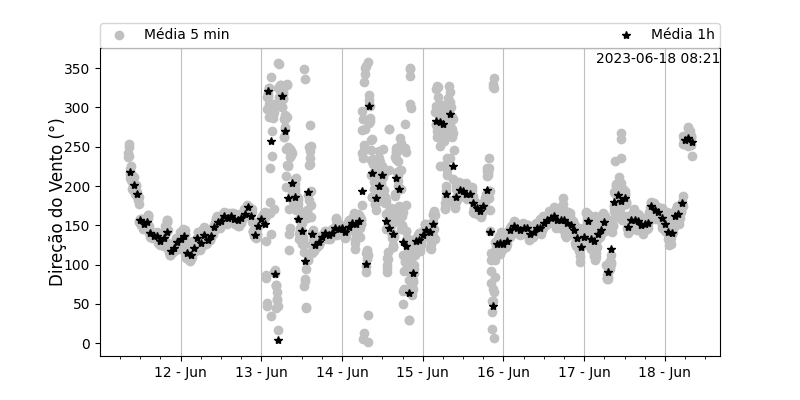 Média 5 min
Média 1h
2023-06-18 08:21
Direção do Vento (°)
350
300
250
200
150
100
50
0
12 - Jun
13 - Jun
14 - Jun
15 - Jun
16 - Jun
17 - Jun
18 - Jun